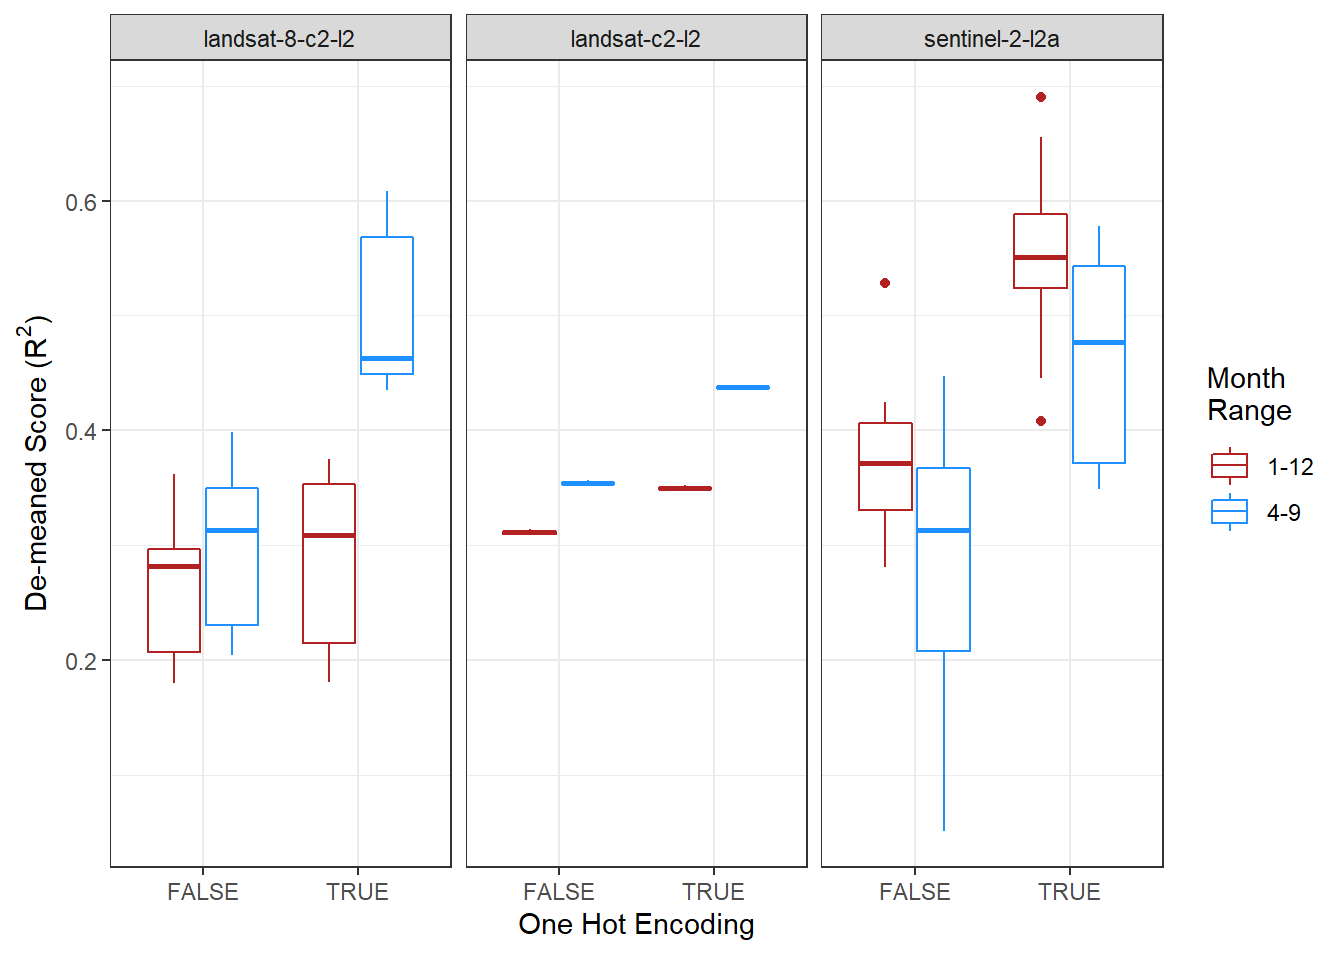 landsat-8-c2-l2
landsat-c2-l2
sentinel-2-l2a
De-meaned Score (R²)
0.6
0.4
0.2
FALSE
TRUE
FALSE
TRUE
FALSE
TRUE
One Hot Encoding
Month
Range
1-12
4-9